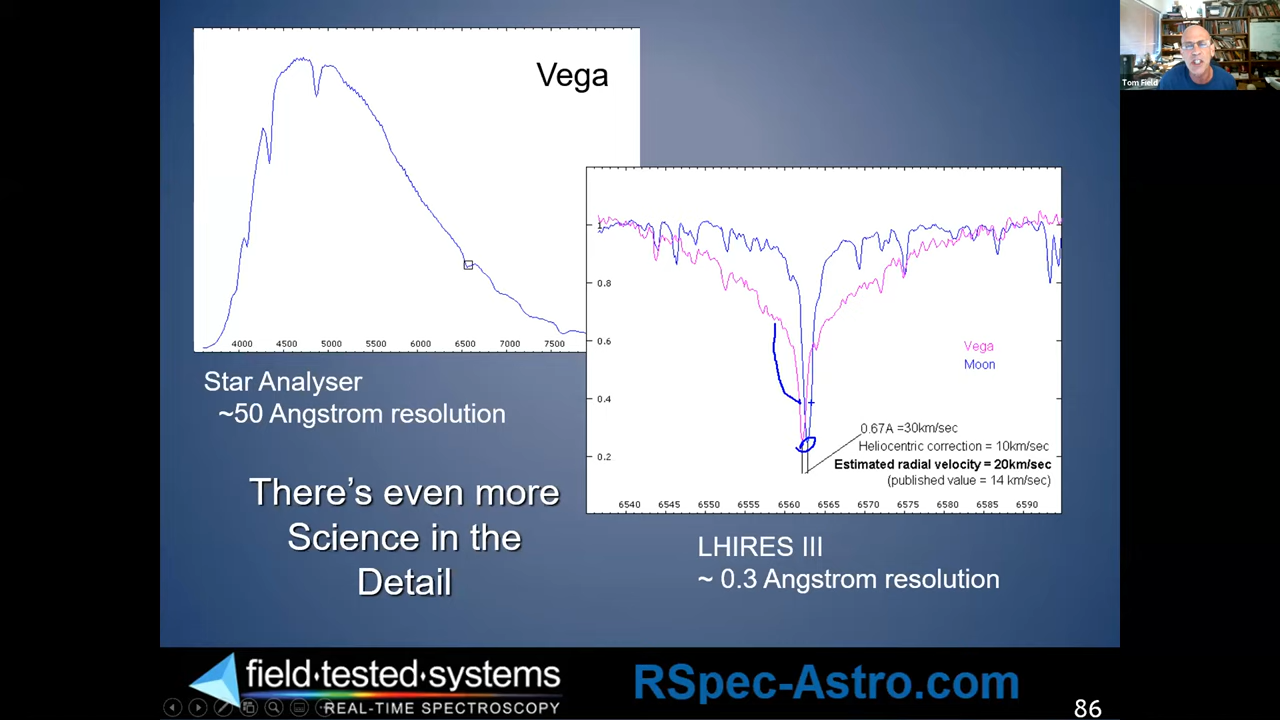 Vega
4000 4500 5000 5500 6000 6500 7000 7500
Star Analyser
~50 Angstrom resolution
There's even more
Science in the
Detail
1
0.8
0.6
0.4
0.2
Vega
Moon
0.67A =30km/sec
Heliocentric correction = 10km/sec
Estimated radial velocity = 20km/sec
(published value = 14 km/sec)
6540 6545 6550 6555 6560 6565 6570 6575 6580 6585 6590
LHIRES III
~ 0.3 Angstrom resolution
Tom Field
field·tested·systems
REAL-TIME SPECTROSCOPY
RSpec-Astro.com
86